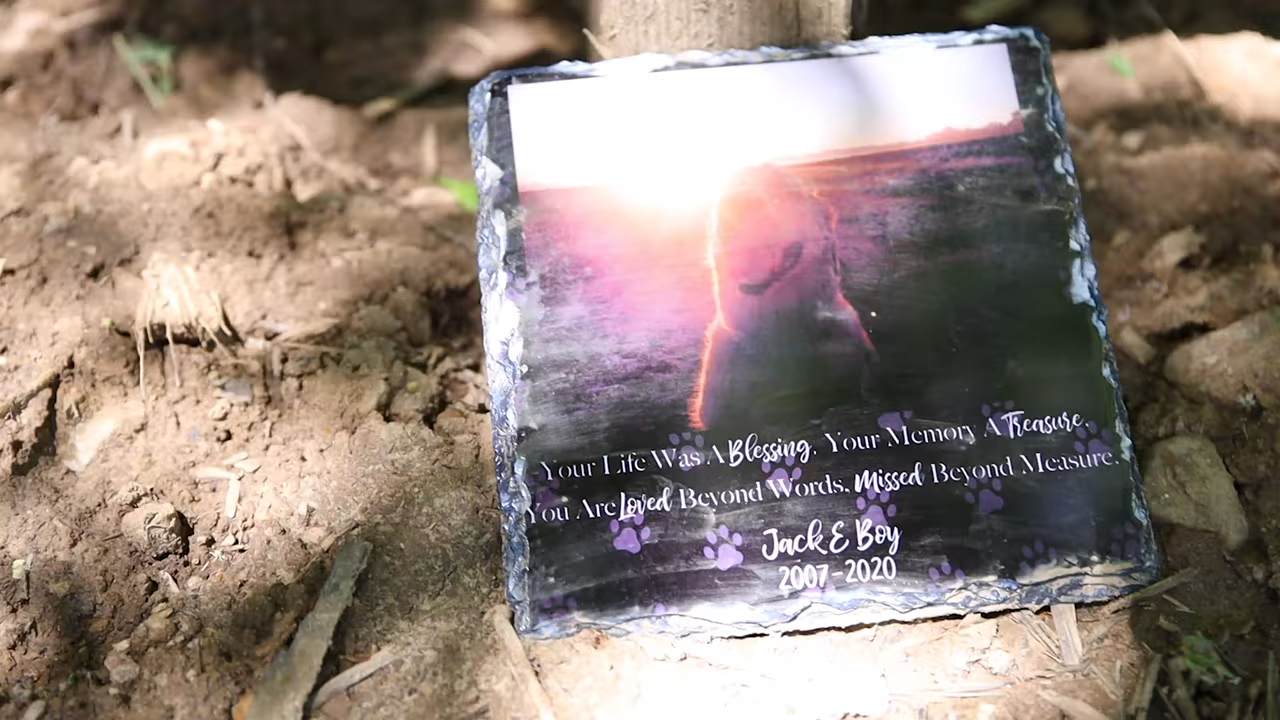 Your Life Was A Blessing, Your Memory A Treasure,
You Are Loved Beyond Words, Missed Beyond Measure.
Jack E Boy
2007-2020